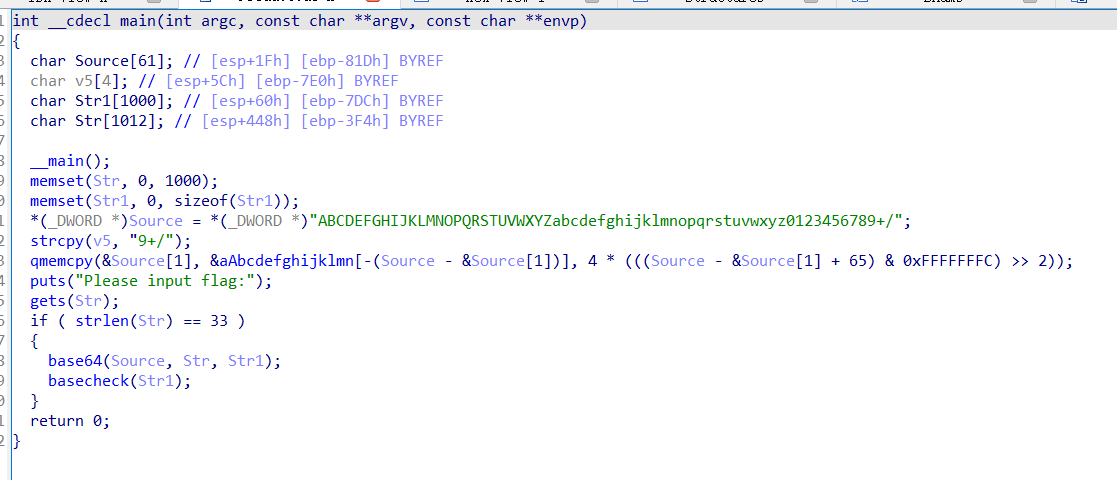 int __cdecl main(int argc, const char **argv, const char **envp)
{
char Source[61]; // [esp+1Fh] [ebp-81Dh] BYREF
char v5[4]; // [esp+5Ch] [ebp-7E0h] BYREF
char Str1[1000]; // [esp+60h] [ebp-7DCh] BYREF
char Str[1012]; // [esp+448h] [ebp-3F4h] BYREF
__main();
memset(Str, 0, 1000);
memset(Str1, 0, sizeof(Str1));
*(_DWORD *)Source = *(_DWORD *)"ABCDEFGHIJKLMNOPQRSTUVWXYZabcdefghijklmnopqrstuvwxyz0123456789+/";
strcpy(v5, "9+/");
qmemcpy(&Source[1], &aAbcdefghijklmn[-(Source - &Source[1])], 4 * (((Source - &Source[1] + 65) & 0xFFFFFFFC) >> 2));
puts("Please input flag:");
gets(Str);
if ( strlen(Str) == 33 )
{
base64(Source, Str, Str1);
basecheck(Str1);
}
return 0;
}